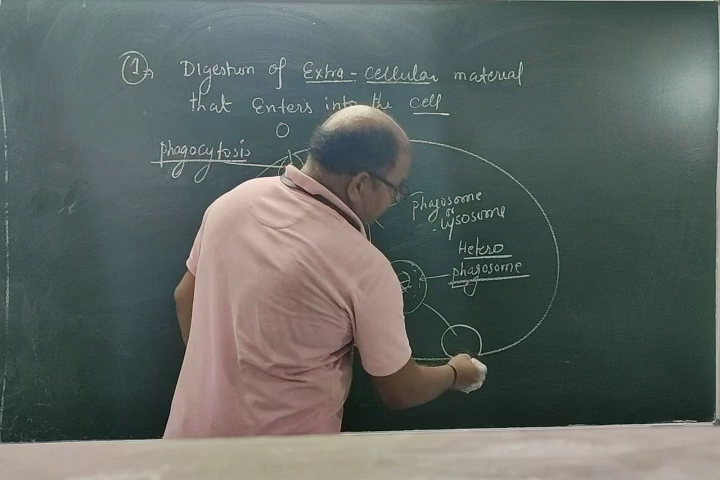 1 Digestion of Extra-cellular material
that Enters into the cell
phagocytosis
phagosome
or
Lysosome
Hetero
phagosome